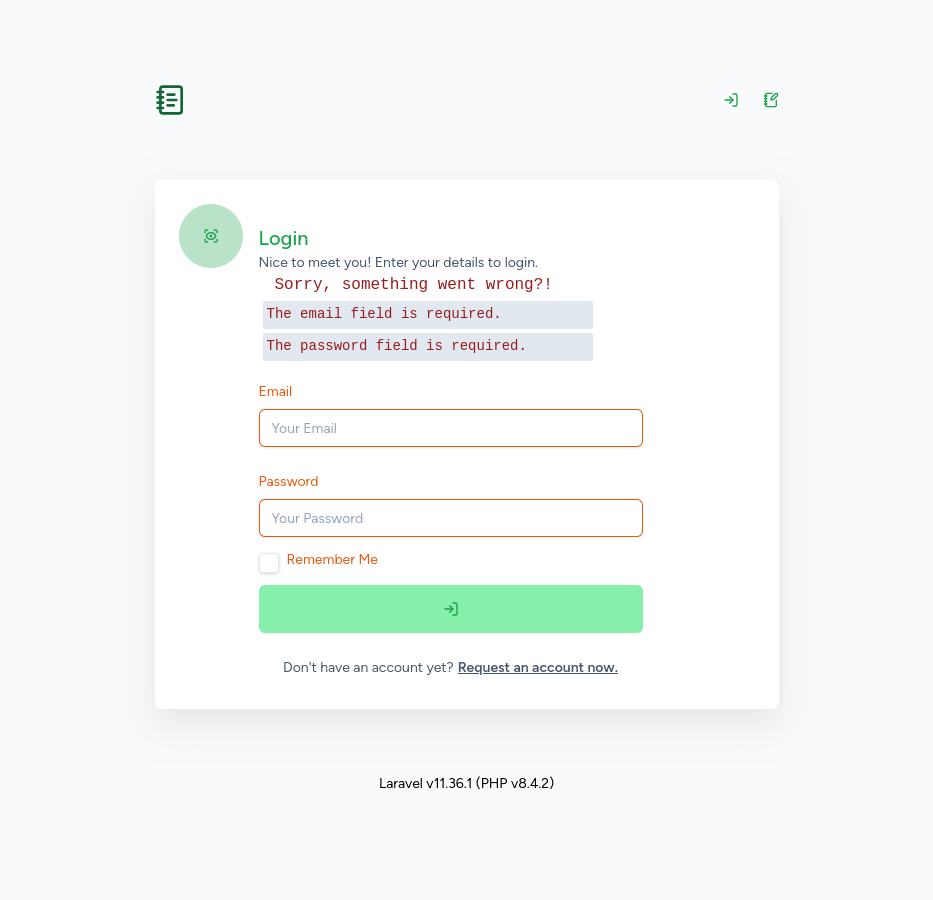 Login
Nice to meet you! Enter your details to login.
Sorry, something went wrong?!
The email field is required.
The password field is required.
Email
Your Email
Password
Your Password
Remember Me
Don't have an account yet? Request an account now.
Laravel v11.36.1 (PHP v8.4.2)